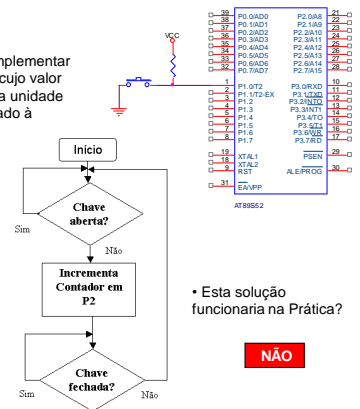 mplementar
cujo valor
a unidade
ado à
VCC
39 P0.0/AD0 P2.0/A8 21
38 P0.1/AD1 P2.1/A9 22
37 P0.2/AD2 P2.2/A10 23
36 P0.3/AD3 P2.3/A11 24
35 P0.4/AD4 P2.4/A12 25
34 P0.5/AD5 P2.5/A13 26
33 P0.6/AD6 P2.6/A14 27
32 P0.7/AD7 P2.7/A15 28
1 P1.0/T2 P3.0/RXD 10
2 P1.1/T2-EX P3.1/TXD 11
3 P1.2 P3.2/INTO 12
4 P1.3 P3.3/INT1 13
5 P1.4 P3.4/TO 14
6 P1.5 P3.5/T1 15
7 P1.6 P3.6/WR 16
8 P1.7 P3.7/RD 17
19 XTAL1 PSEN 29
18 XTAL2
9 RST ALE/PROG 30
31 EA/VPP
AT89S52
Início
Chave
aberta?
Sim
Não
Incrementa
Contador em
P2
Chave
fechada?
Sim
Não
• Esta solução
funcionaria na Prática?
NÃO